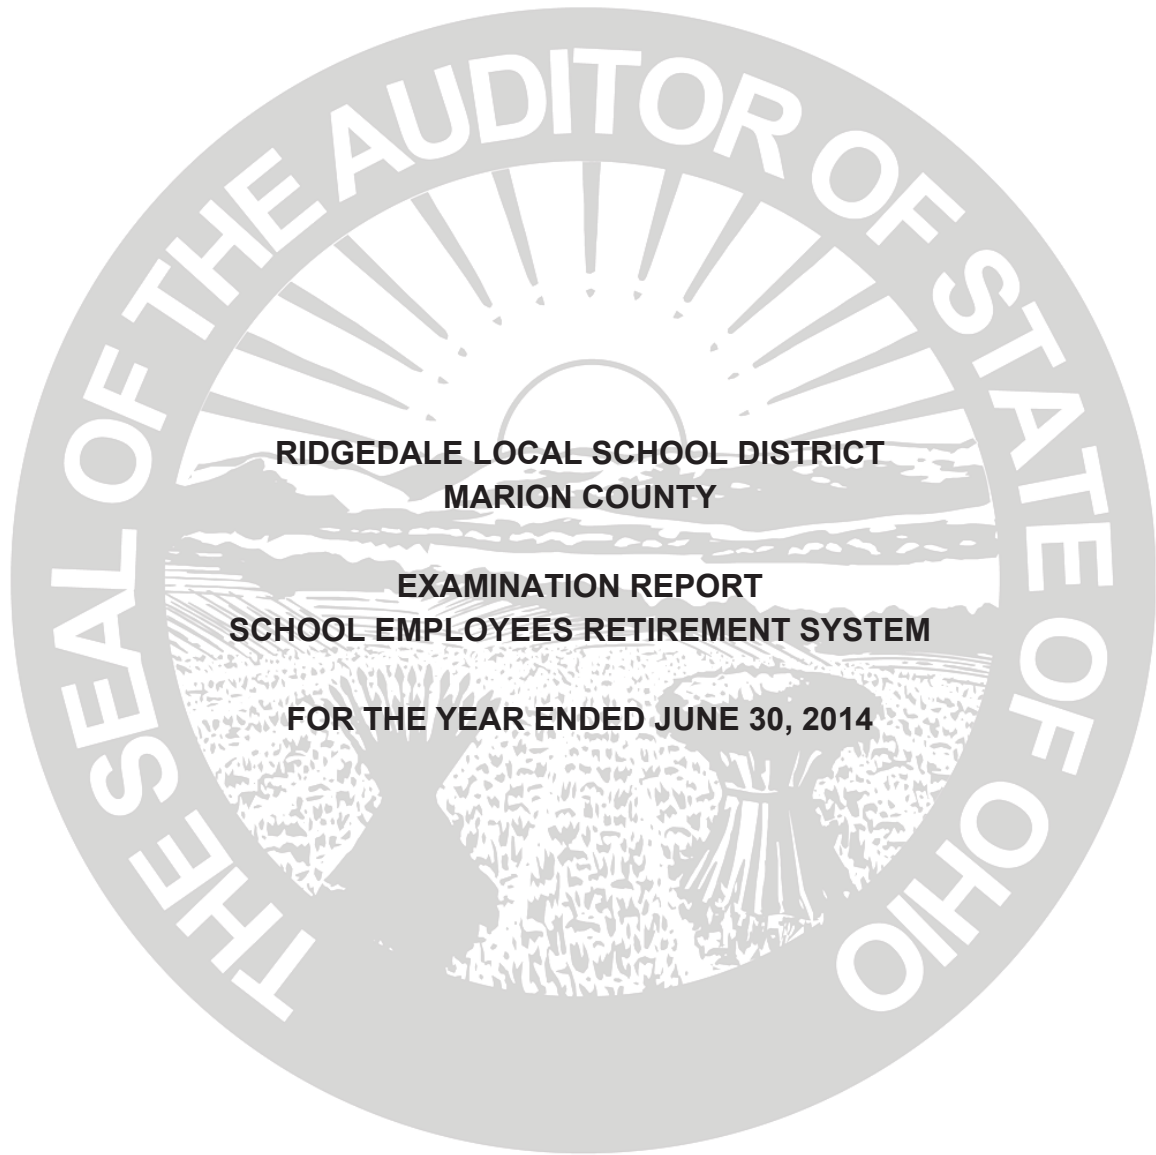 THE SEAL OF THE AUDITOR OF STATE OF OHIO
RIDGEDALE LOCAL SCHOOL DISTRICT
MARION COUNTY
EXAMINATION REPORT
SCHOOL EMPLOYEES RETIREMENT SYSTEM
FOR THE YEAR ENDED JUNE 30, 2014